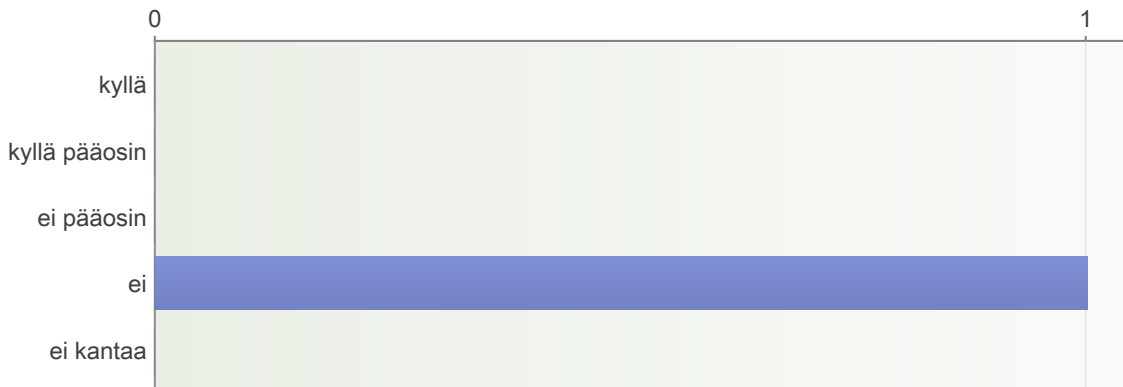 0 1
kyllä
kyllä pääosin
ei pääosin
ei
ei kantaa